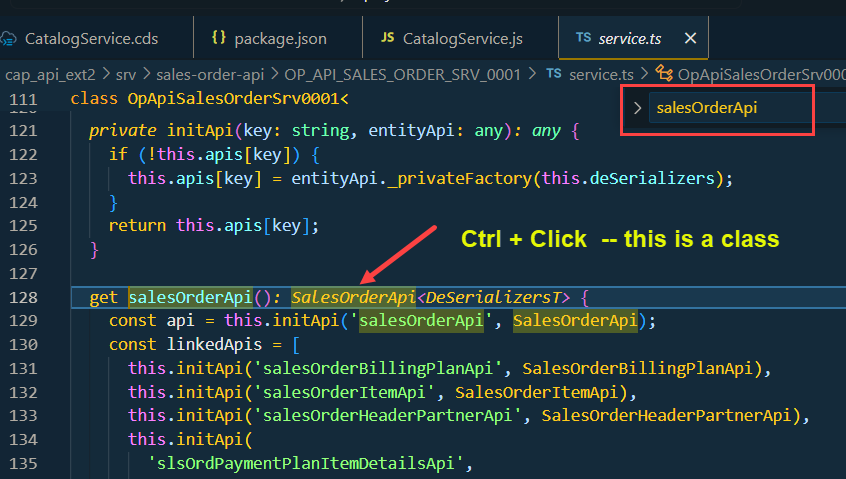 CatalogService.cds {} package.json JS CatalogService.js TS service.ts ×
cap_api_ext2 > srv > sales-order-api > OP_API_SALES_ORDER_SRV_0001 > TS service.ts > OpApiSalesOrderSrv000
salesOrderApi
111 class OpApiSalesOrderSrv0001<
121 private initApi(key: string, entityApi: any): any {
122 if (!this.apis[key]) {
123 this.apis[key] = entityApi._privateFactory(this.deSerializers);
124 }
125 return this.apis[key];
126 }
Ctrl + Click -- this is a class
127
128 get salesOrderApi(): SalesOrderApi<DeSerializersT> {
129 const api = this.initApi('salesOrderApi', SalesOrderApi);
130 const linkedApis = [
131 this.initApi('salesOrderBillingPlanApi', SalesOrderBillingPlanApi),
132 this.initApi('salesOrderItemApi', SalesOrderItemApi),
133 this.initApi('salesOrderHeaderPartnerApi', SalesOrderHeaderPartnerApi),
134 this.initApi(
135 'slsOrdPaymentPlanItemDetailsApi',